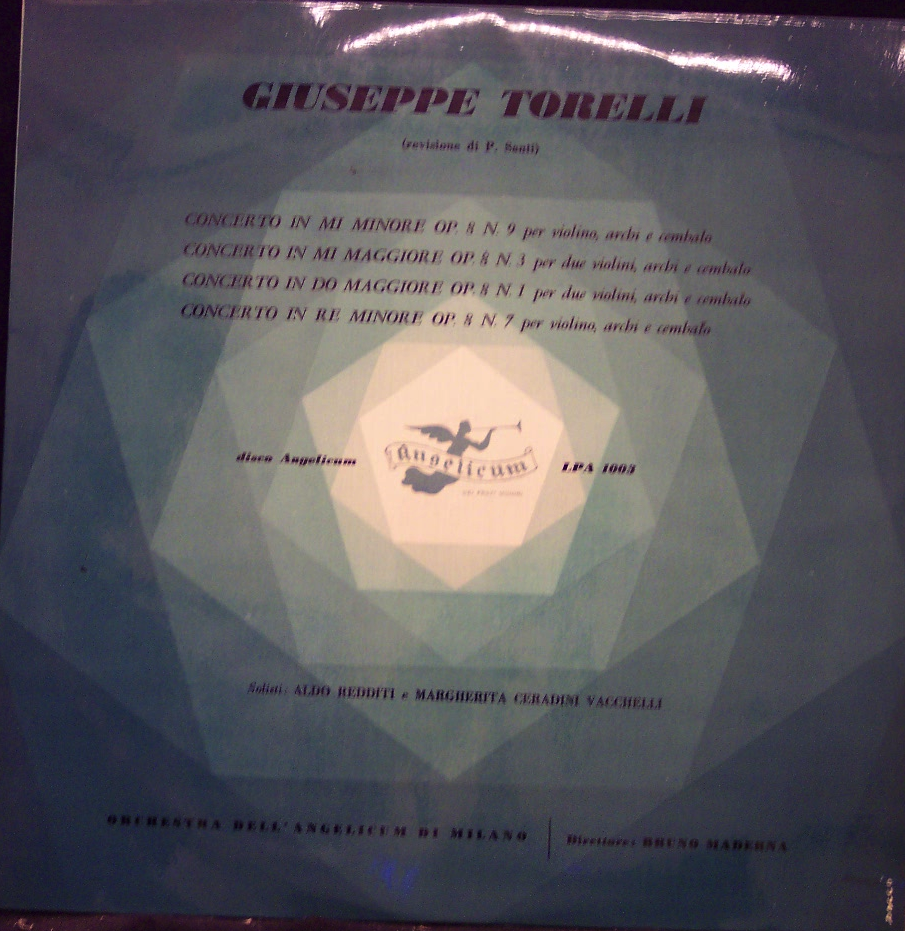 GIUSEPPE TORELLI
(revisione di P. Santi)
CONCERTO IN MI MINORE OP. 8 N. 9 per violino, archi e cembalo
CONCERTO IN MI MAGGIORE OP. 8 N. 3 per due violini, archi e cembalo
CONCERTO IN DO MAGGIORE OP. 8 N. 1 per due violini, archi e cembalo
CONCERTO IN RE MINORE OP. 8 N. 7 per violino, archi e cembalo
disco Angelicum
Angelicum
LPA 1005
Solisti: ALDO REDDITI e MARGHERITA CERADINI VACCHELLI
ORCHESTRA DELL'ANGELICUM DI MILANO
Direttore: BRUNO MADERNA